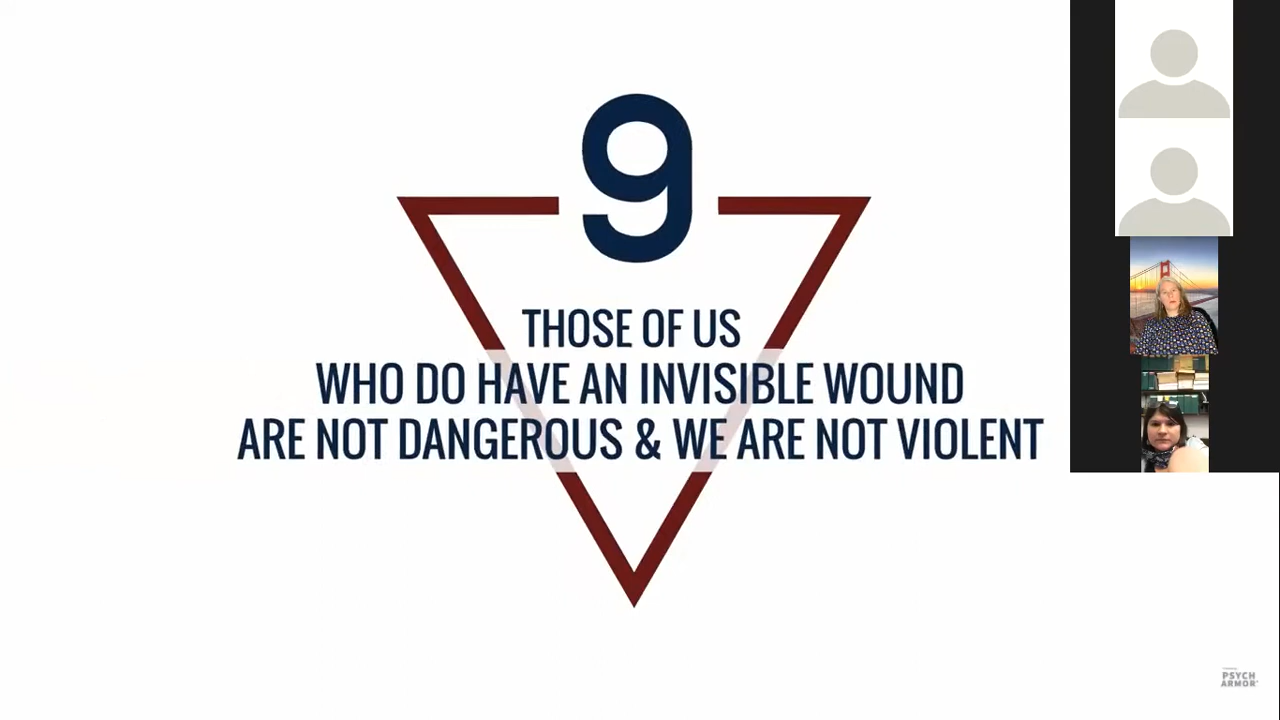 9
THOSE OF US
WHO DO HAVE AN INVISIBLE WOUND
ARE NOT DANGEROUS & WE ARE NOT VIOLENT
PSYCH
ARMOR